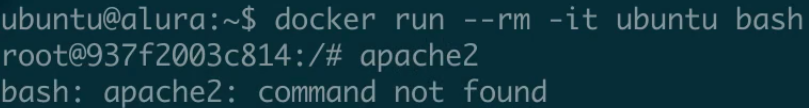 ubuntu@alura:~$ docker run --rm -it ubuntu bash
root@937f2003c814:/# apache2
bash: apache2: command not found